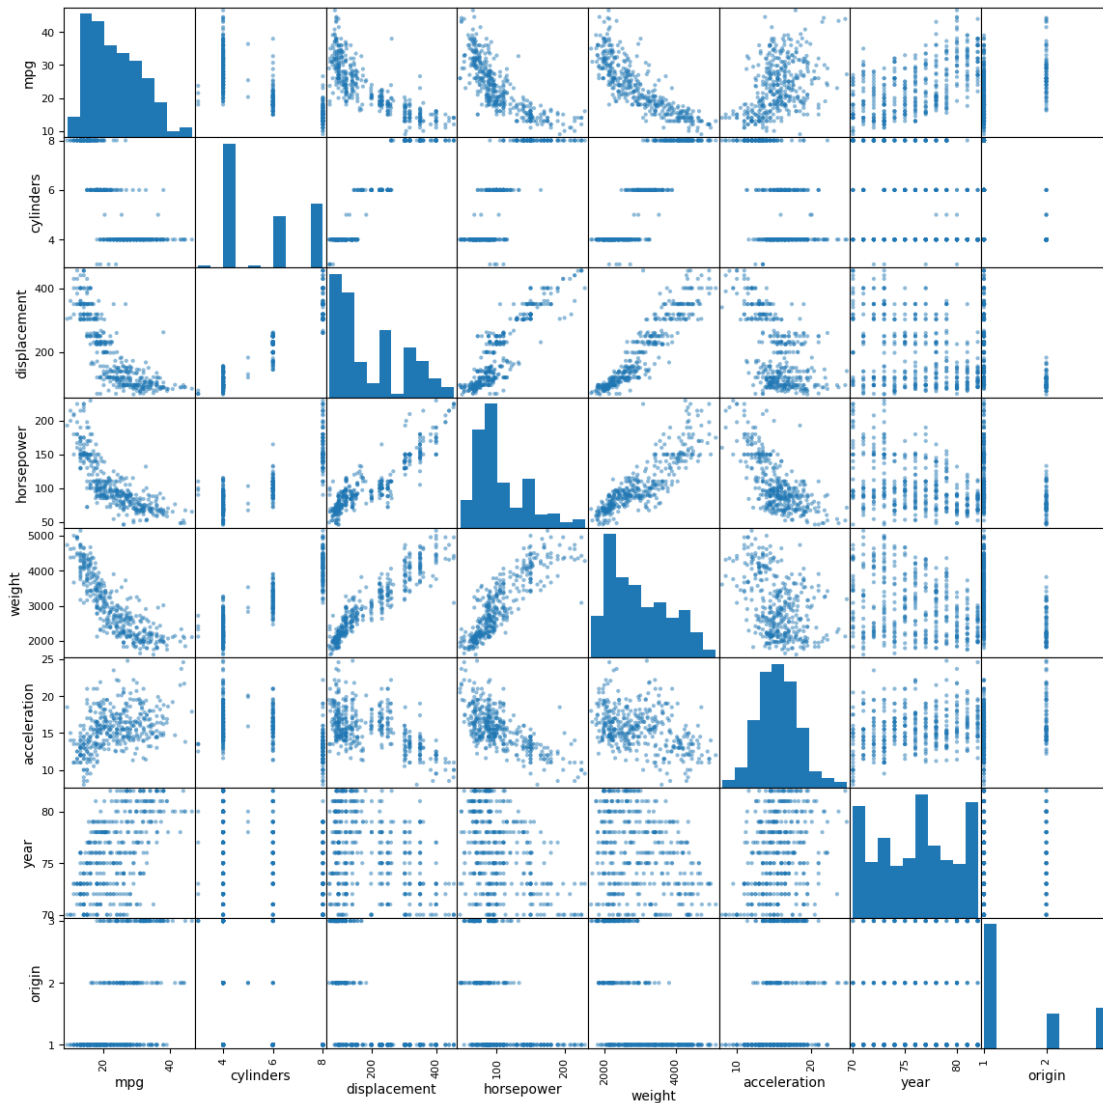 40
30
20
10
mpg
8
6
4
cylinders
400
200
displacement
200
150
100
50
horsepower
5000
4000
3000
2000
weight
25
20
15
10
acceleration
80
75
70
year
3
2
1
origin
20 40 4 6 8 200 400 100 200 2000 4000 10 20 70 75 80 1 2
mpg cylinders displacement horsepower weight acceleration year origin